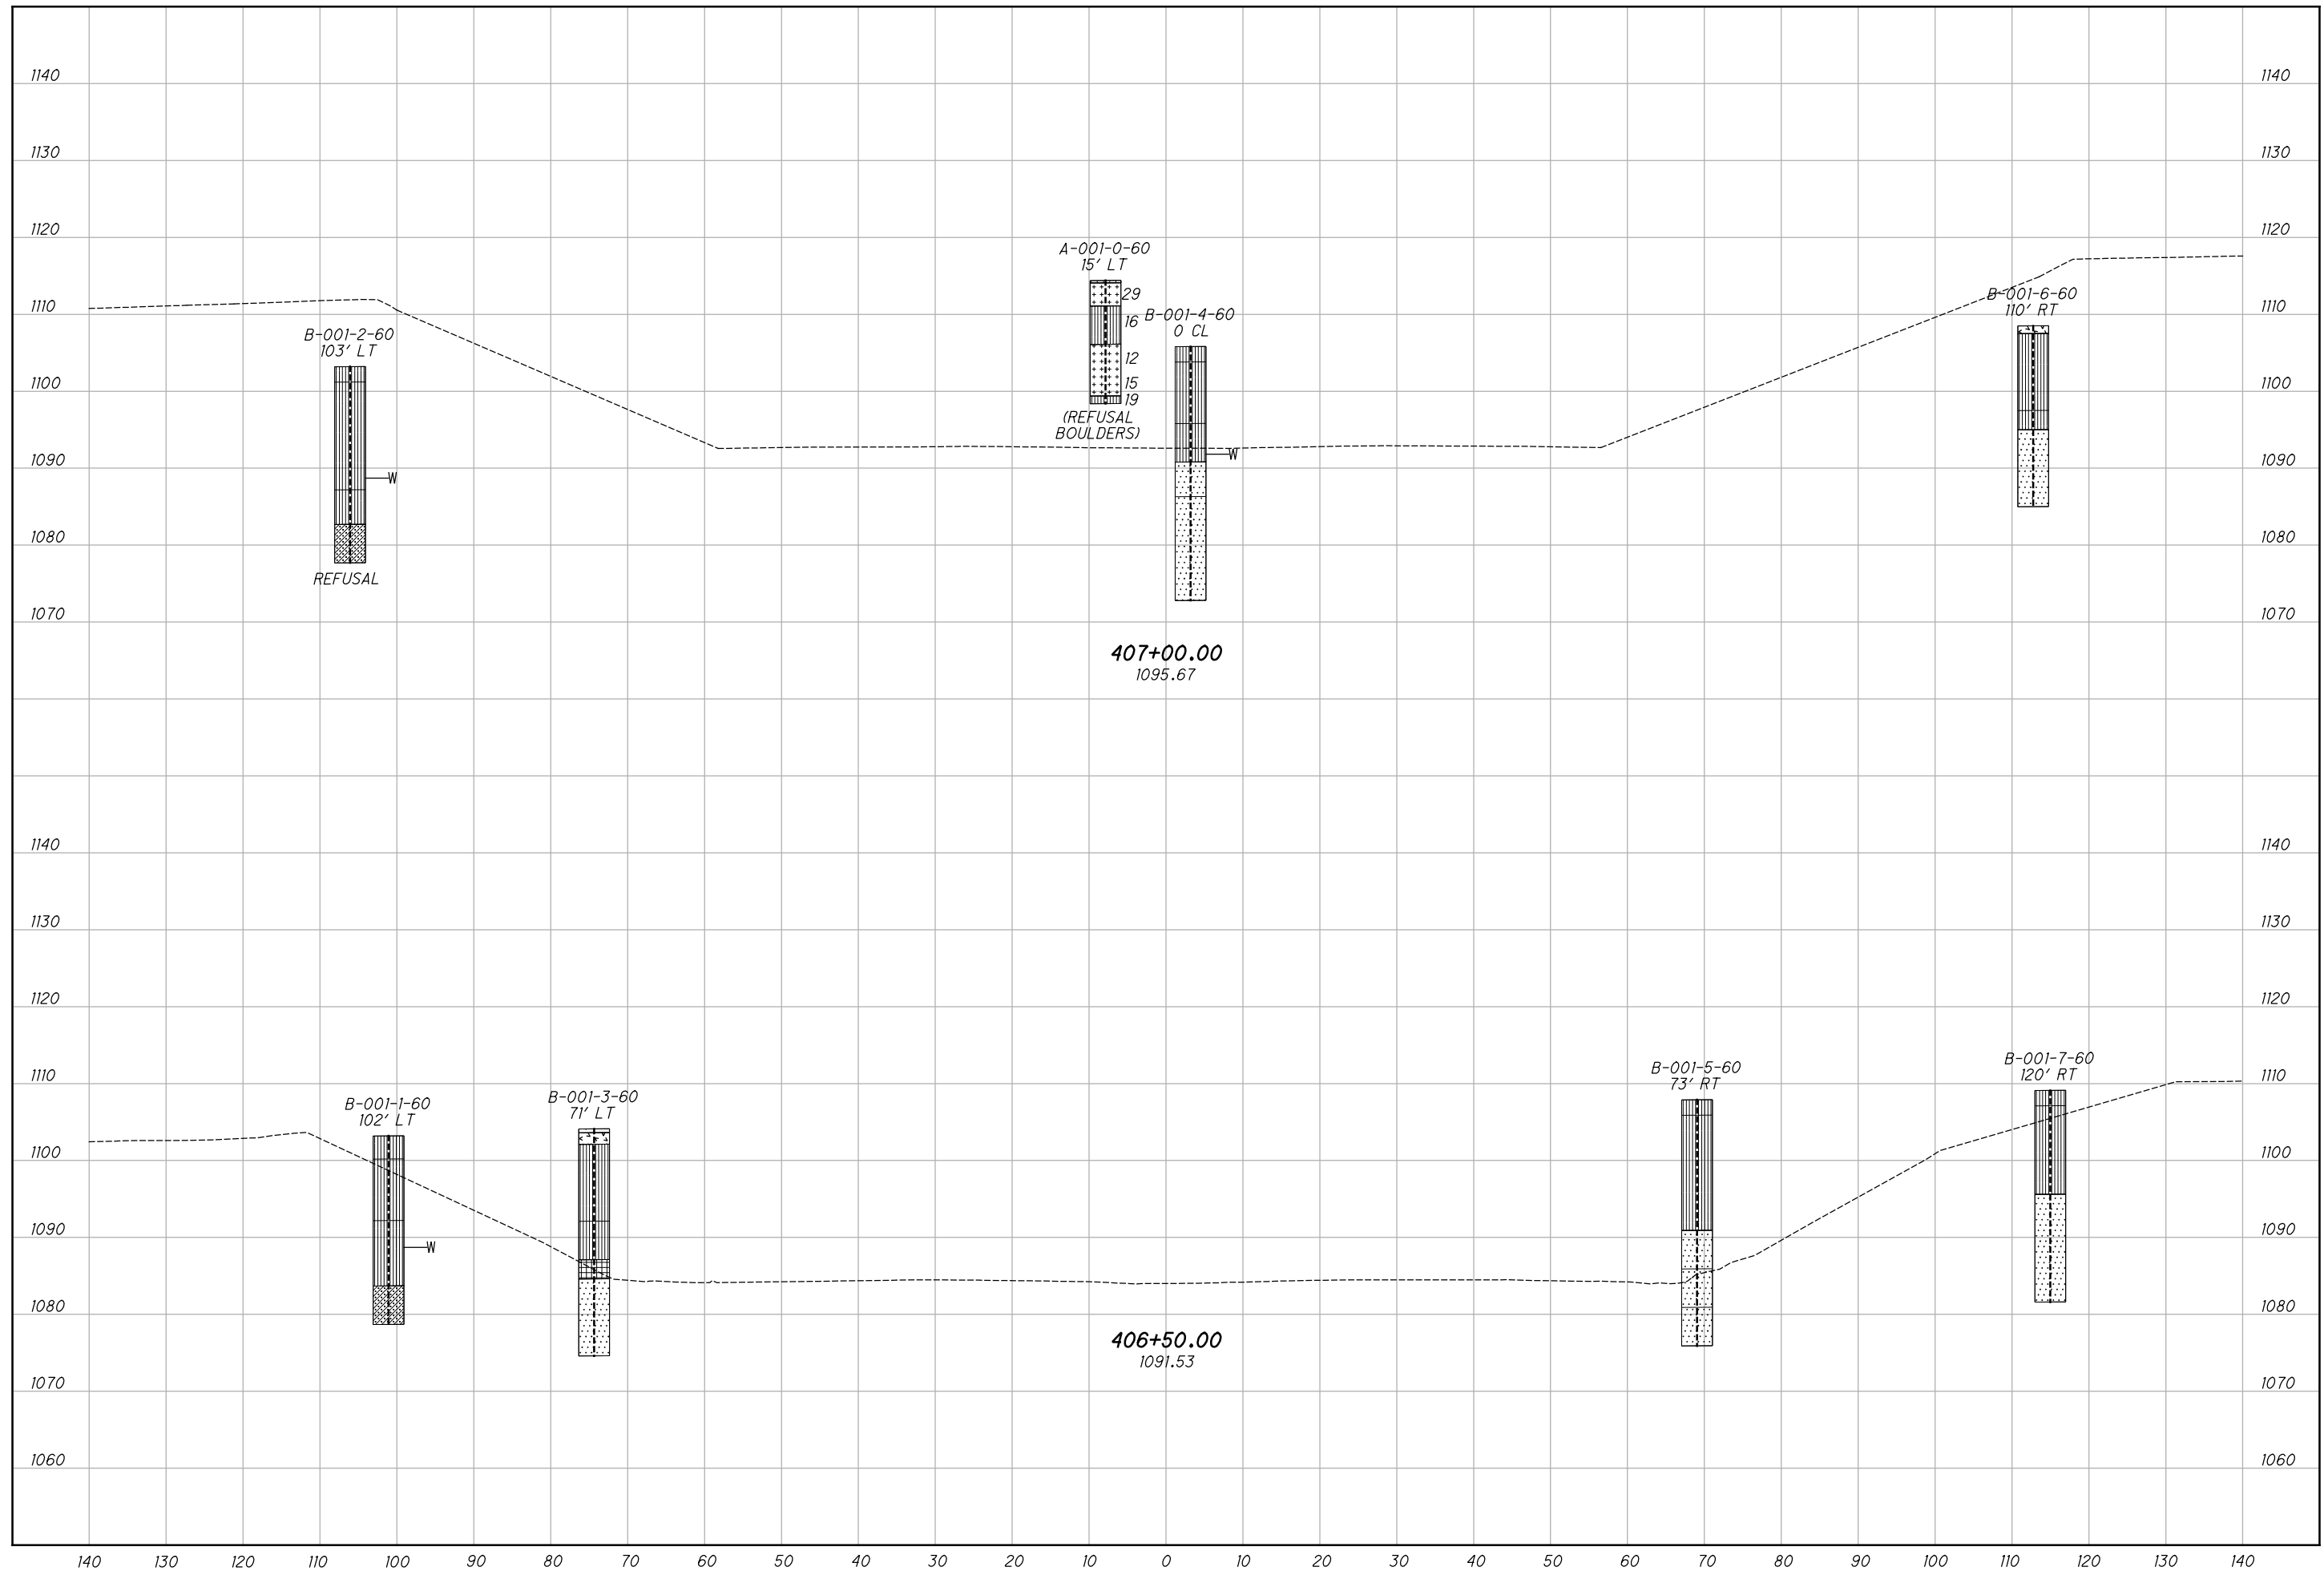 1140 1140
1130 1130
1120 1120
A-001-0-60
15' LT
29
1110 1110
B-001-6-60
110' RT
16
B-001-4-60
0 CL
B-001-2-60
103' LT
12
15
1100 1100
19
(REFUSAL
BOULDERS)
W
1090 1090
W
1080 1080
REFUSAL
1070 1070
407+00.00
1095.67
1140 1140
1130 1130
1120 1120
B-001-7-60
120' RT
B-001-5-60
73' RT
1110 1110
B-001-3-60
71' LT
B-001-1-60
102' LT
1100 1100
1090 1090
W
1080 1080
406+50.00
1091.53
1070 1070
1060 1060
140 130 120 110 100 90 80 70 60 50 40 30 20 10 0 10 20 30 40 50 60 70 80 90 100 110 120 130 140